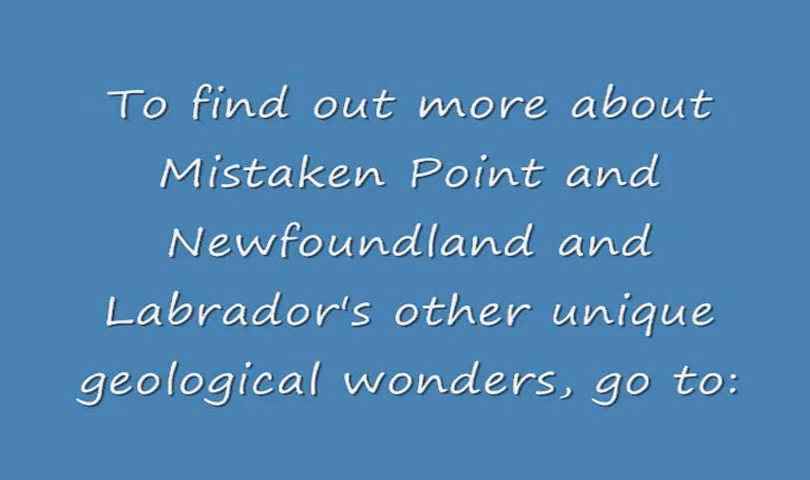 To find out more about
Mistaken Point and
Newfoundland and
Labrador's other unique
geological wonders, go to: